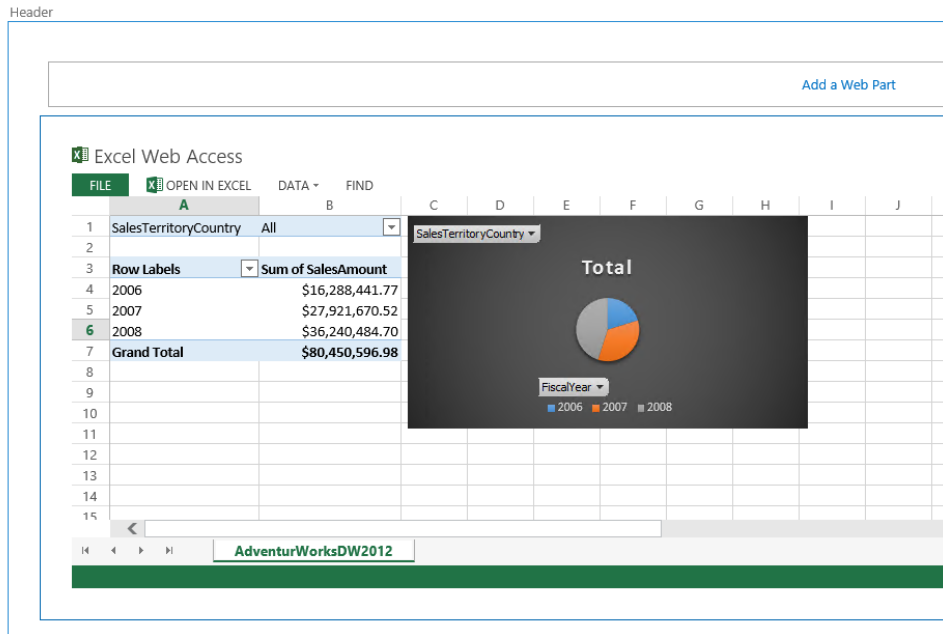 Header
Add a Web Part
Excel Web Access
FILE OPEN IN EXCEL DATA FIND
A B C D E F G H I J
1 SalesTerritoryCountry All
2
3 Row Labels Sum of SalesAmount
4 2006 $16,288,441.77
5 2007 $27,921,670.52
6 2008 $36,240,484.70
7 Grand Total $80,450,596.98
8
9
10
11
12
13
14
15
SalesTerritoryCountry
Total
FiscalYear
2006 2007 2008
AdventurWorksDW2012